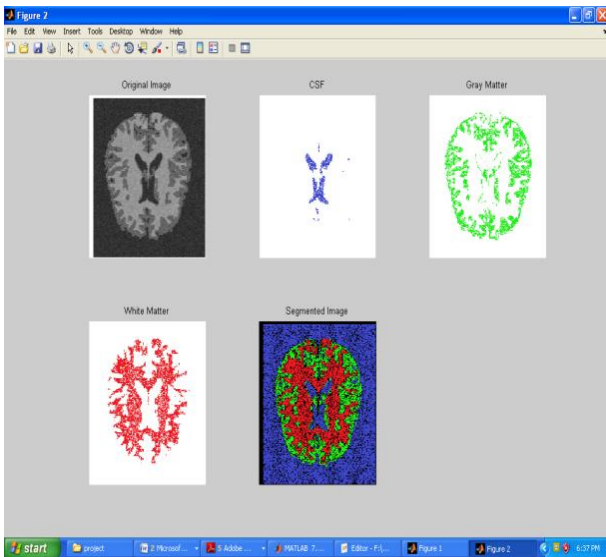 Figure 2
File Edit View Insert Tools Desktop Window Help
Original Image CSF Gray Matter
White Matter Segmented Image
start project 2 Microsof... 5 Adobe ... MATLAB 7.... Editor - F:\... Figure 1 Figure 2 6:37 PM